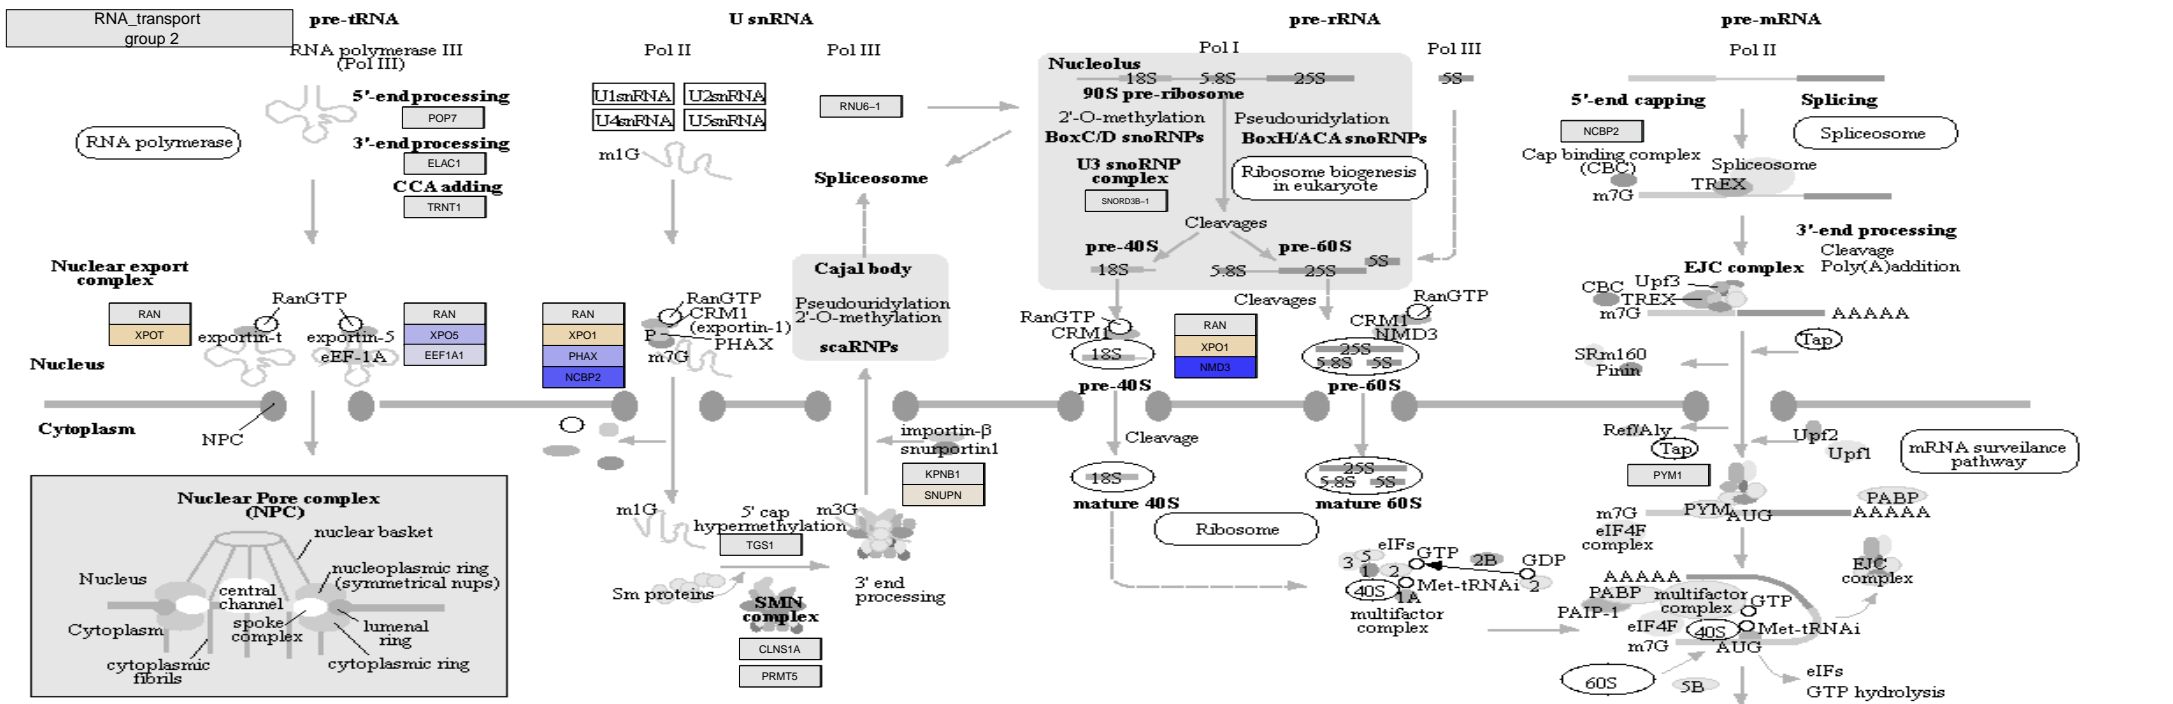 RNA_transport
group 2
pre-tRNA
RNA polymerase III
(Pol III)
5'-end processing
POP7
3'-end processing
ELAC1
CCA adding
TRNT1
RNA polymerase
Nuclear export
complex
RAN
XPOT
RanGTP
exportin-t
exportin-5
eEF-1A
RAN
XPO5
EEF1A1
Nucleus
Cytoplasm
NPC
U snRNA
Pol II
Pol III
U1snRNA
U2snRNA
U4snRNA
U5snRNA
m1G
RNU6-1
Spliceosome
Cajal body
Pseudouridylation
2'-O-methylation
scaRNPs
RAN
XPO1
PHAX
NCBP2
RanGTP
CRM1
(exportin-1)
P
PHAX
m7G
importin-β
snurportin1
KPNB1
SNUPN
m1G
5' cap
hypermethylation
m3G
TGS1
Sm proteins
3' end
processing
SMN
complex
CLNS1A
PRMT5
pre-rRNA
Pol I
Pol III
Nucleolus
18S
5.8S
25S
5S
90S pre-ribosome
2'-O-methylation
BoxC/D snoRNPs
Pseudouridylation
BoxH/ACA snoRNPs
U3 snoRNP
complex
SNORD3B-1
Ribosome biogenesis
in eukaryote
Cleavages
pre-40S
pre-60S
18S
5.8S
25S
5S
Cleavages
RanGTP
CRM1
18S
pre-40S
RAN
XPO1
NMD3
RanGTP
CRM1
NMD3
25S
5.8S
5S
pre-60S
Cleavage
18S
mature 40S
25S
5.8S
5S
mature 60S
Ribosome
eIFs
3
5
1
2
GTP
2B
GDP
40S
1A
Met-tRNAi
2
multifactor
complex
pre-mRNA
Pol II
5'-end capping
Splicing
NCBP2
Spliceosome
Cap binding complex
(CBC)
Spliceosome
TREX
m7G
3'-end processing
Cleavage
Poly(A)addition
EJC complex
CBC
Upf3
TREX
m7G
AAAAA
Tap
SRm160
Pinin
Ref/Aly
Tap
Upf2
Upf1
mRNA surveilance
pathway
PYM1
PABP
m7G
PYM
AUG
AAAAA
eIF4F
complex
EJC
complex
AAAAA
PABP
PAIP-1
multifactor
complex
GTP
eIF4F
40S
Met-tRNAi
m7G
AUG
60S
5B
eIFs
GTP hydrolysis
Nuclear Pore complex
(NPC)
nuclear basket
Nucleus
nucleoplasmic ring
(symmetrical nups)
central
channel
spoke
complex
Cytoplasm
lumenal
ring
cytoplasmic
fibrils
cytoplasmic ring